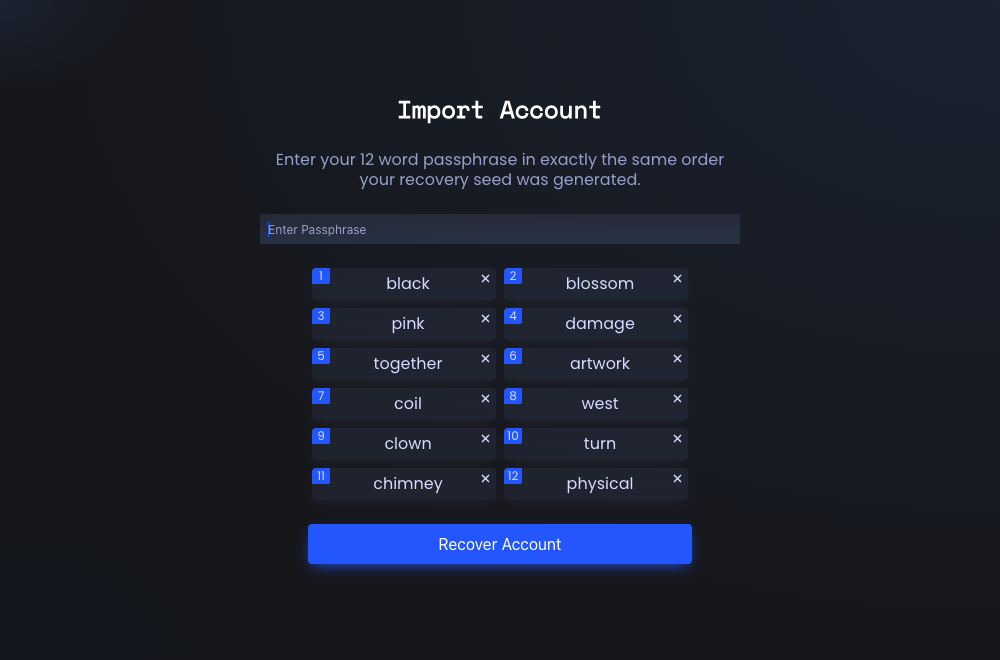 Import Account
Enter your 12 word passphrase in exactly the same order
your recovery seed was generated.
Enter Passphrase
1 black × 2 blossom ×
3 pink × 4 damage ×
5 together × 6 artwork ×
7 coil × 8 west ×
9 clown × 10 turn ×
11 chimney × 12 physical ×
Recover Account